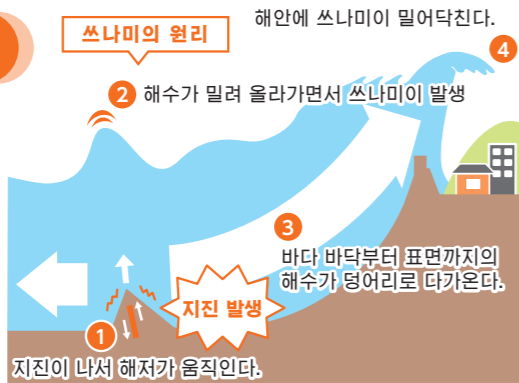 쓰나미의 원리
해안에 쓰나미이 밀어닥친다.
4
2 해수가 밀려 올라가면서 쓰나미이 발생
3
바다 바닥부터 표면까지의
해수가 덩어리로 다가온다.
지진 발생
1
지진이 나서 해저가 움직인다.